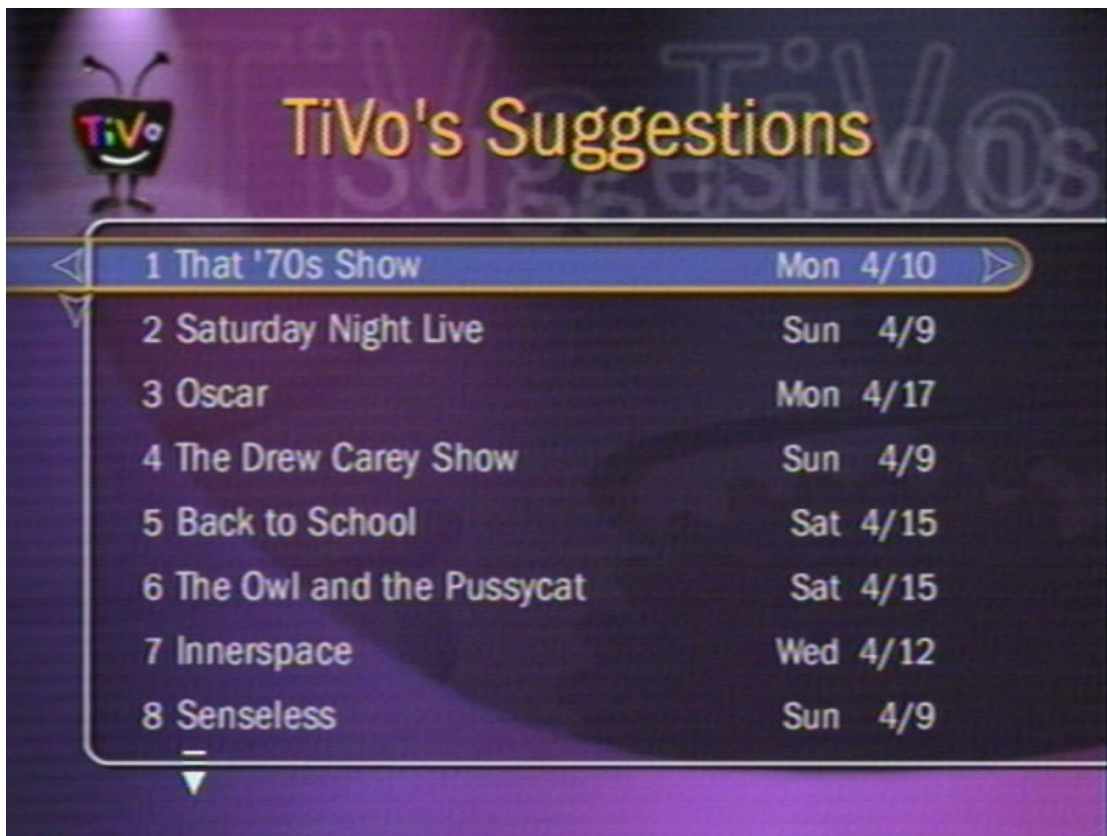 TiVo
TiVo's Suggestions
TiVo
Suggestions
1 That '70s Show Mon 4/10
2 Saturday Night Live Sun 4/9
3 Oscar Mon 4/17
4 The Drew Carey Show Sun 4/9
5 Back to School Sat 4/15
6 The Owl and the Pussycat Sat 4/15
7 Innerspace Wed 4/12
8 Senseless Sun 4/9